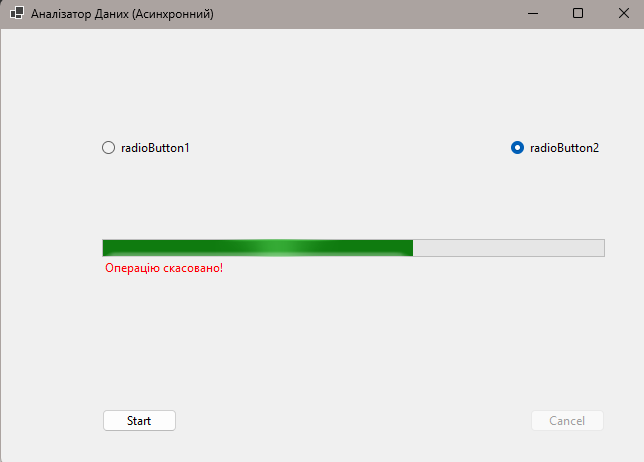 Аналізатор Даних (Асинхронний)
radioButton1
radioButton2
Операцію скасовано!
Start
Cancel